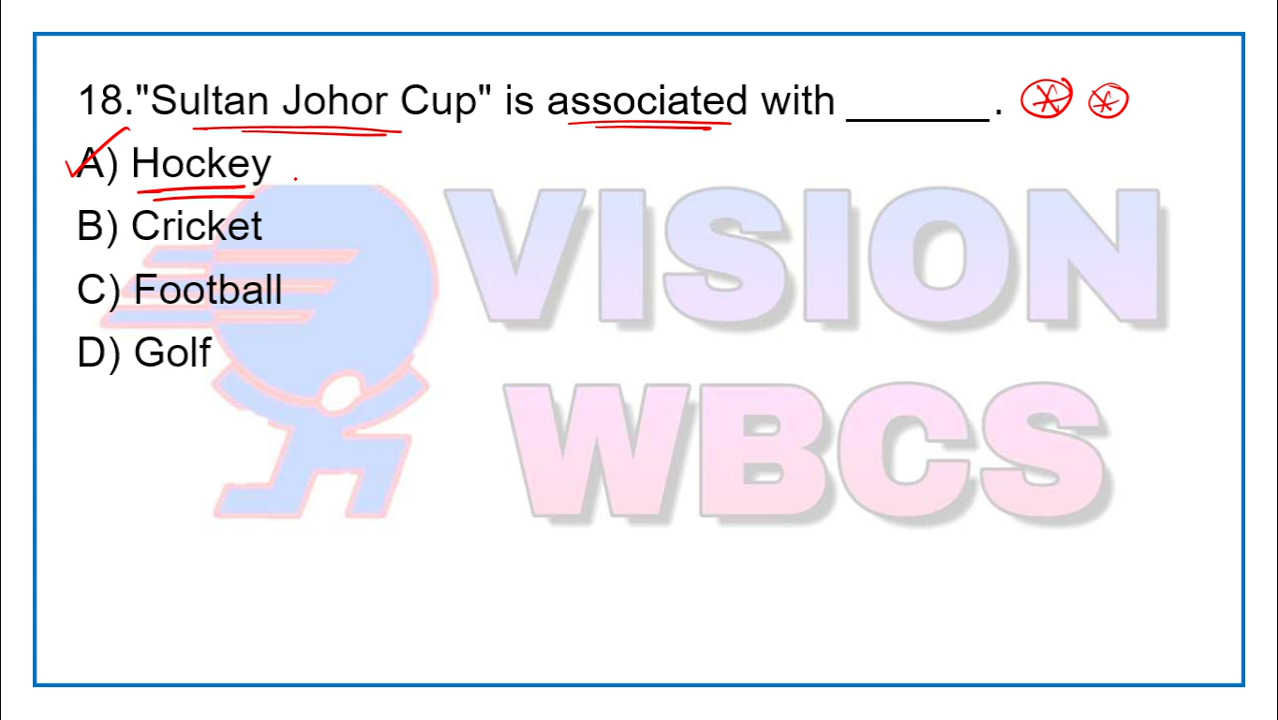 18."Sultan Johor Cup" is associated with _______.
A) Hockey
B) Cricket
C) Football
D) Golf
VISION
WBCS